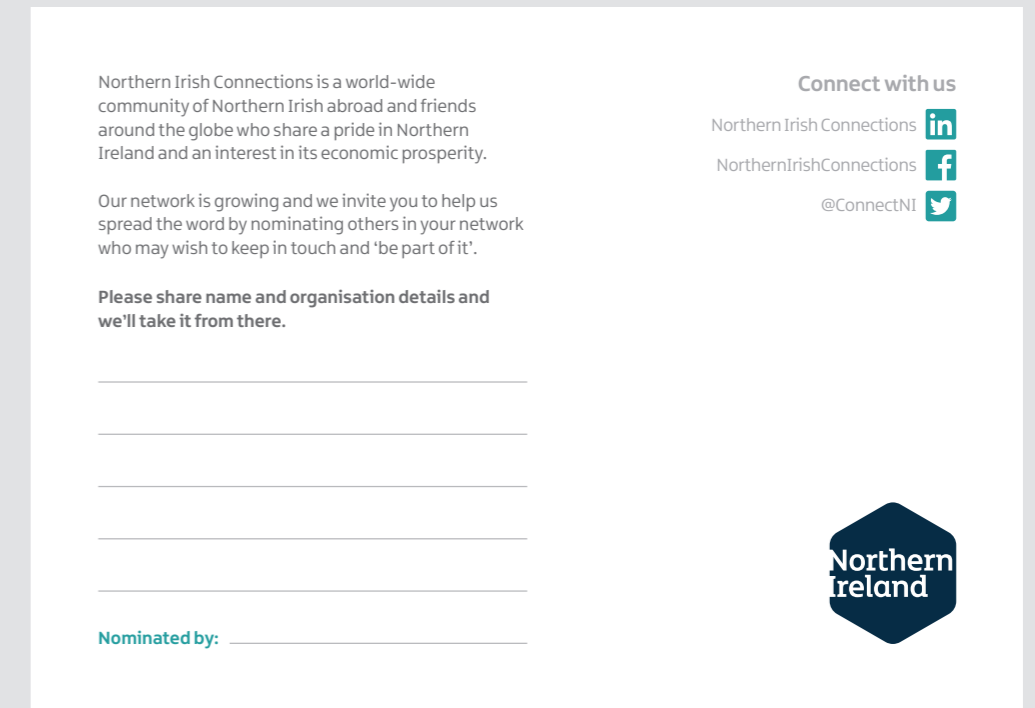 Northern Irish Connections is a world-wide
community of Northern Irish abroad and friends
around the globe who share a pride in Northern
Ireland and an interest in its economic prosperity.
Our network is growing and we invite you to help us
spread the word by nominating others in your network
who may wish to keep in touch and ‘be part of it’.
Please share name and organisation details and
we’ll take it from there.
Nominated by:
Connect with us
Northern Irish Connections in
NorthernIrishConnections f
@ConnectNI
Northern
Ireland